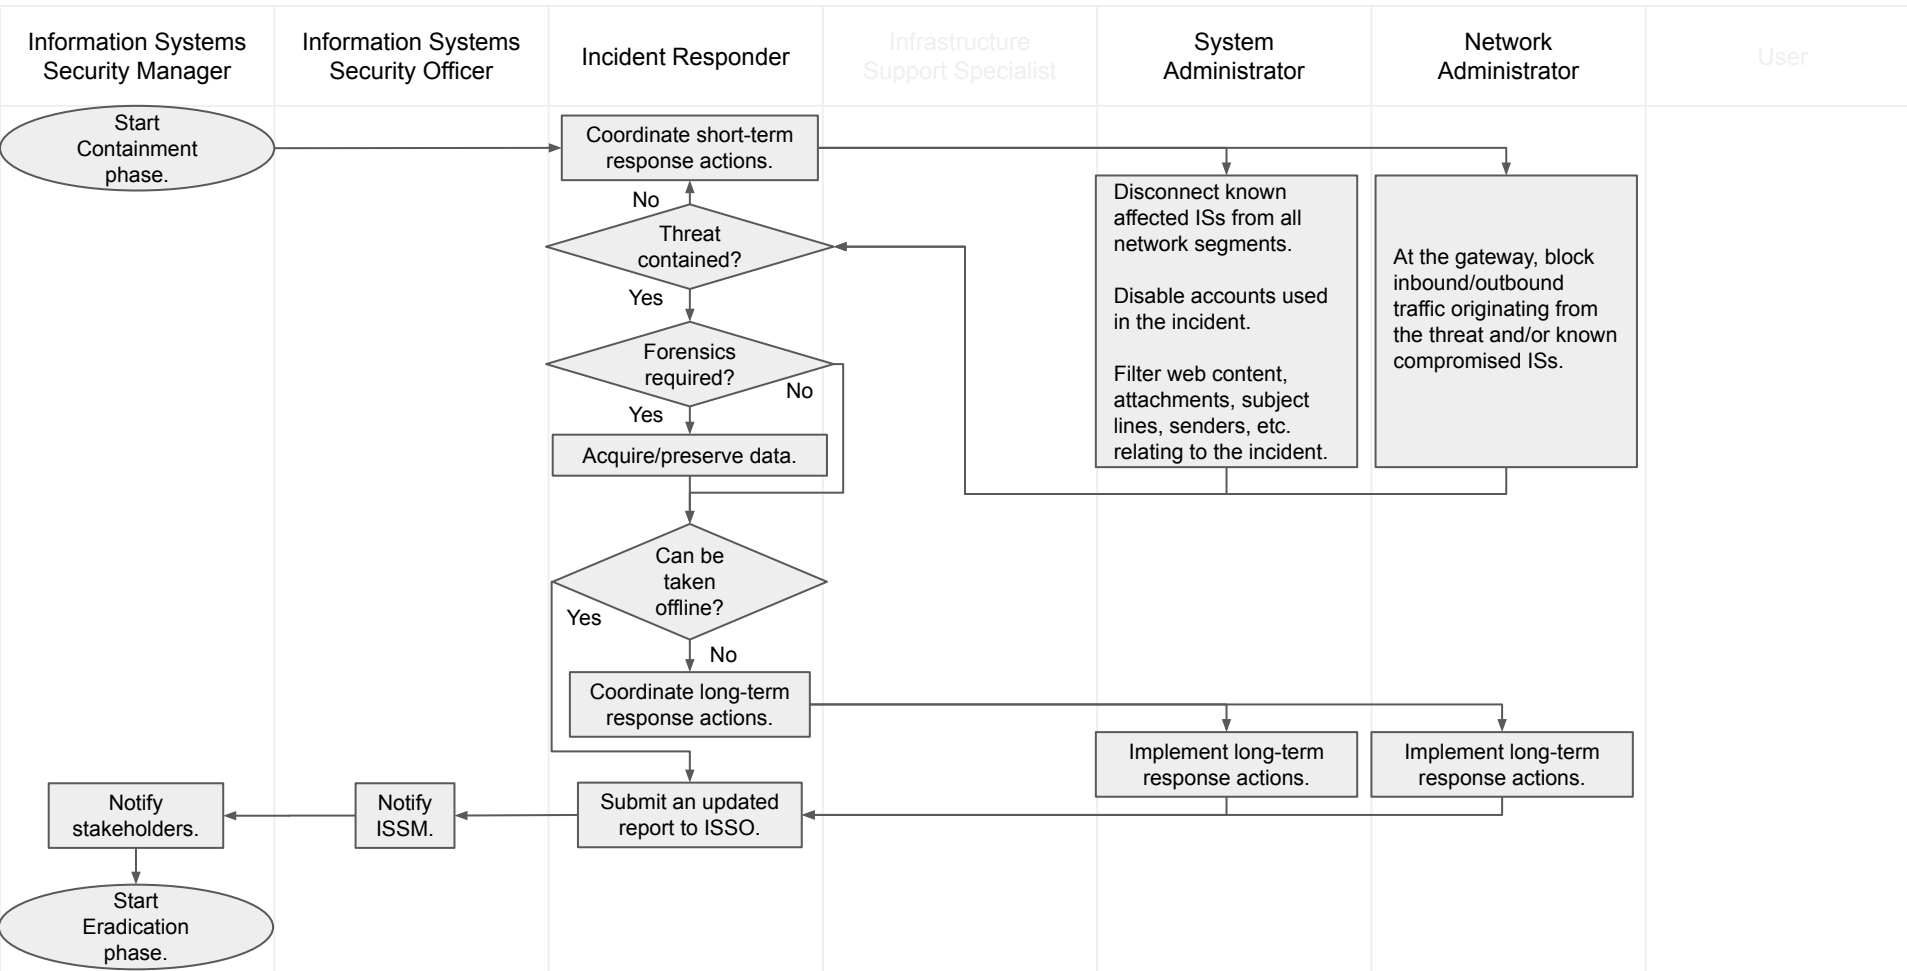 Information Systems
Security Manager
Information Systems
Security Officer
Incident Responder
Infrastructure
Support Specialist
System
Administrator
Network
Administrator
User
Start
Containment
phase.
Coordinate short-term
response actions.
No
Threat
contained?
Yes
Forensics
required?
No
Yes
Acquire/preserve data.
Disconnect known
affected ISs from all
network segments.
Disable accounts used
in the incident.
Filter web content,
attachments, subject
lines, senders, etc.
relating to the incident.
At the gateway, block
inbound/outbound
traffic originating from
the threat and/or known
compromised ISs.
Can be
taken
offline?
Yes
No
Coordinate long-term
response actions.
Implement long-term
response actions.
Implement long-term
response actions.
Submit an updated
report to ISSO.
Notify
ISSM.
Notify
stakeholders.
Start
Eradication
phase.